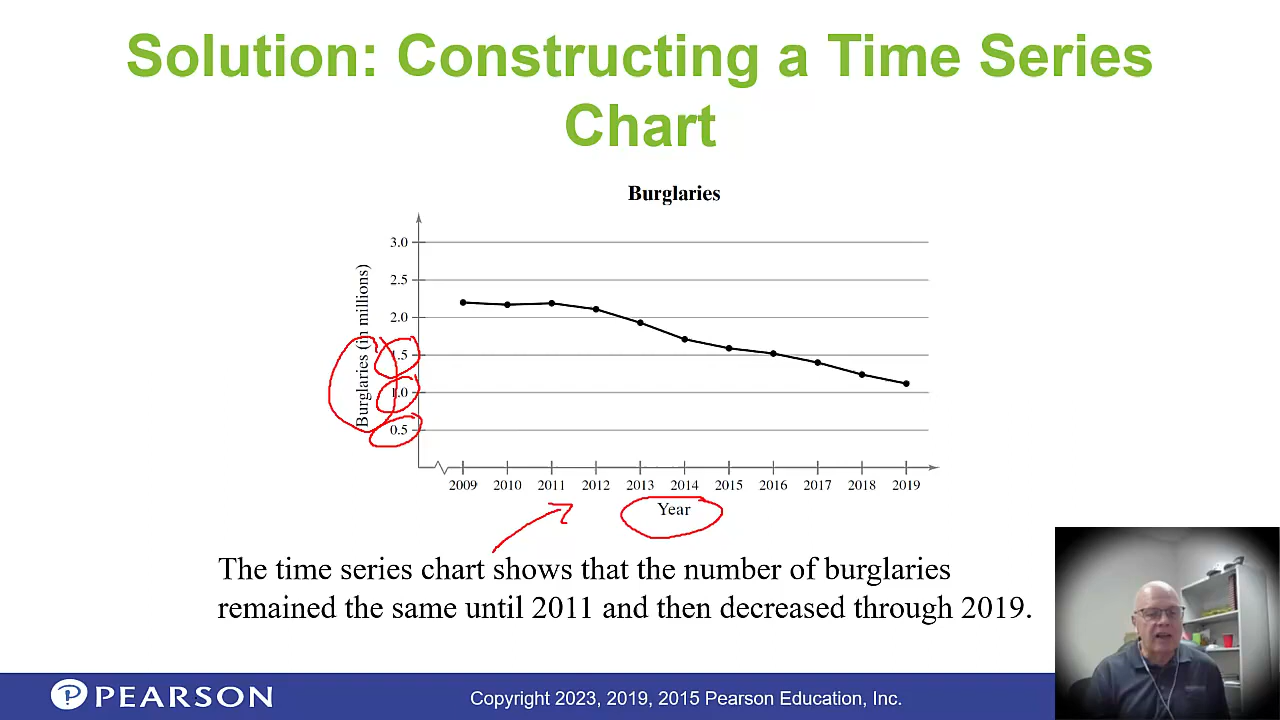 Solution: Constructing a Time Series
Chart
Burglaries
3.0
2.5
2.0
1.5
1.0
0.5
Burglaries (in millions)
2009 2010 2011 2012 2013 2014 2015 2016 2017 2018 2019
Year
The time series chart shows that the number of burglaries
remained the same until 2011 and then decreased through 2019.
PEARSON
Copyright 2023, 2019, 2015 Pearson Education, Inc.